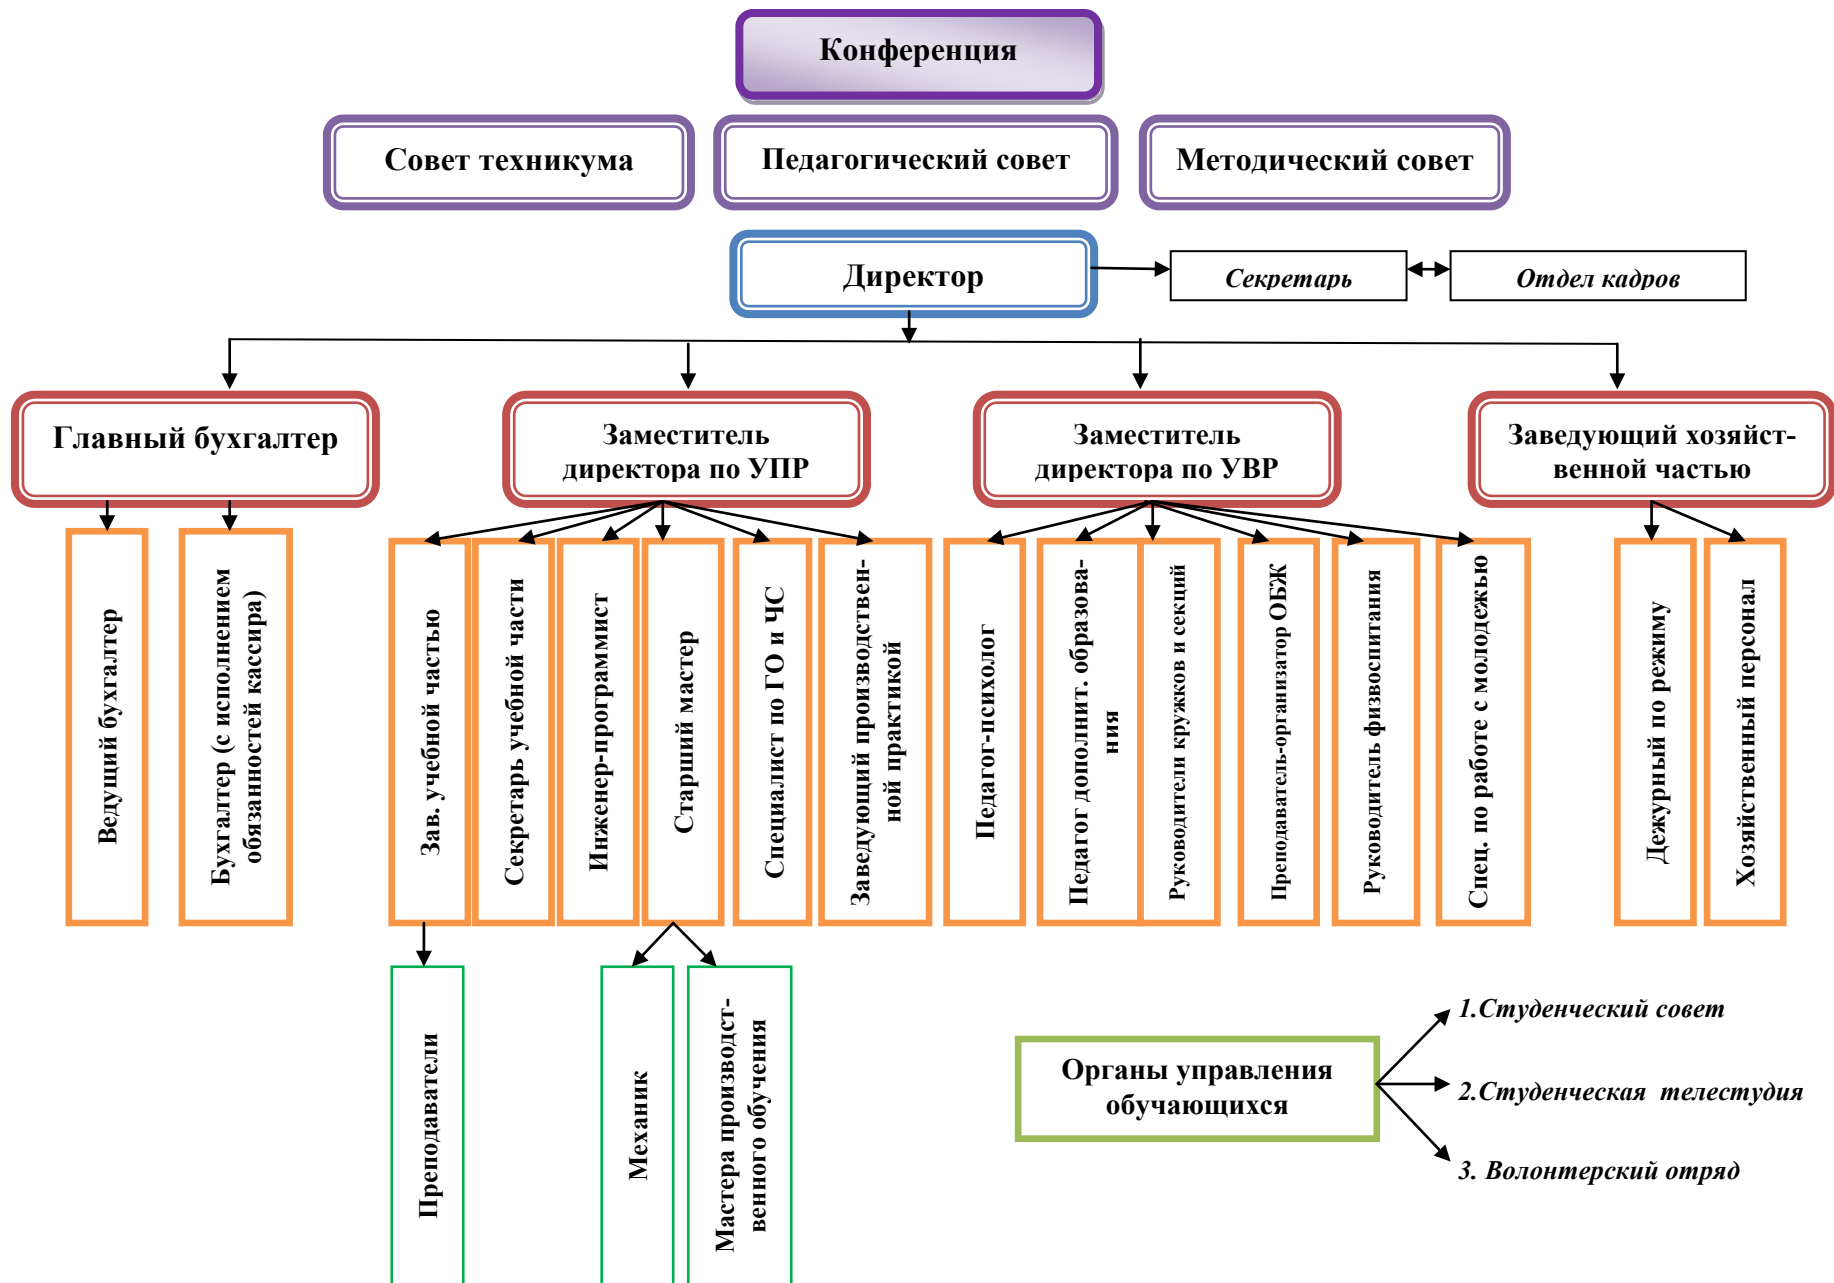 Конференция
Совет техникума
Педагогический совет
Методический совет
Директор
Секретарь
Отдел кадров
Главный бухгалтер
Заместитель
директора по УПР
Заместитель
директора по УВР
Заведующий хозяйст-
венной частью
Ведущий бухгалтер
Бухгалтер (с исполнением
обязанностей кассира)
Зав. учебной частью
Секретарь учебной части
Инженер-программист
Старший мастер
Специалист по ГО и ЧС
Заведующий производствен-
ной практикой
Педагог-психолог
Педагог дополнит. образова-
ния
Руководители кружков и секций
Преподаватель-организатор ОБЖ
Руководитель физвоспитания
Спец. по работе с молодежью
Дежурный по режиму
Хозяйственный персонал
Преподаватели
Механик
Мастера производст-
венного обучения
Органы управления
обучающихся
1.Студенческий совет
2.Студенческая телестудия
3. Волонтерский отряд